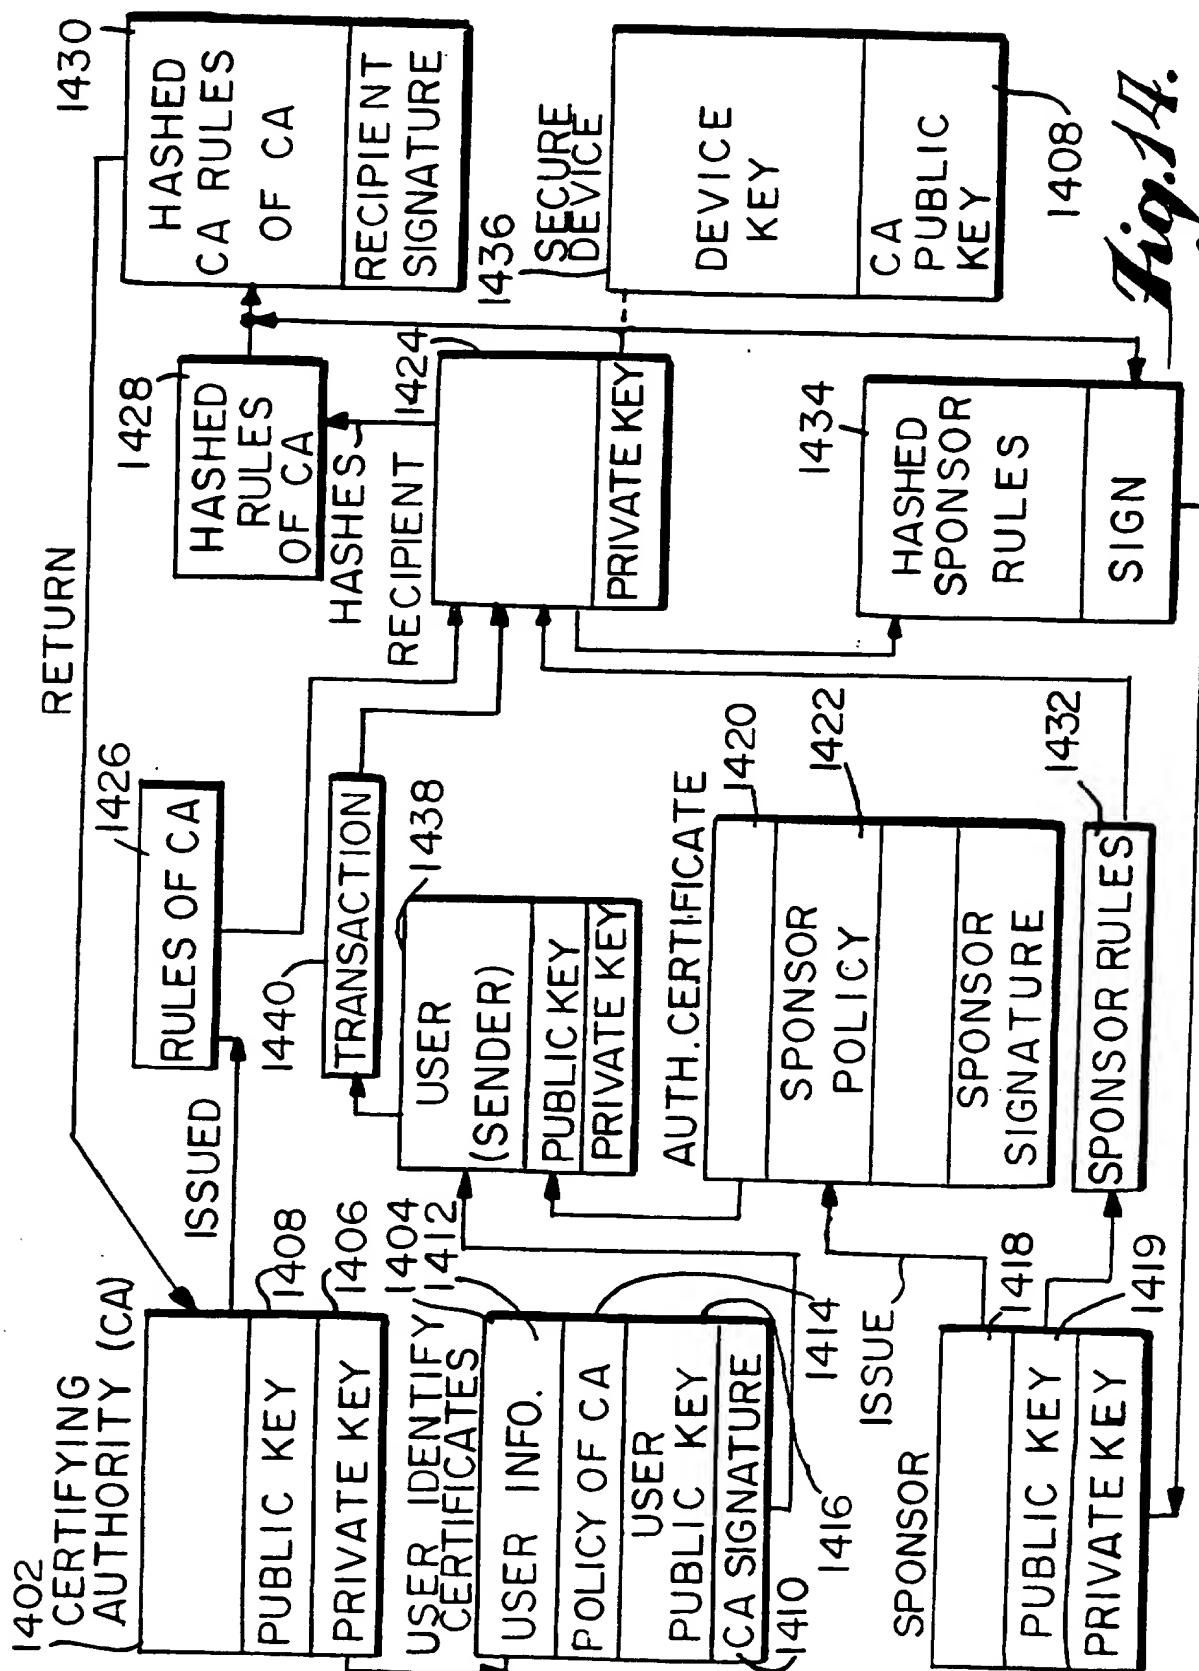 1402
CERTIFYING
AUTHORITY (CA)
PUBLIC KEY
PRIVATE KEY
1408
1406
ISSUED
RETURN
1426
RULES OF CA
1430
HASHED
CA RULES
OF CA
RECIPIENT
SIGNATURE
1428
HASHED
RULES
OF CA
HASHES
RECIPIENT
1424
PRIVATE KEY
1436
SECURE
DEVICE
DEVICE
KEY
CA
PUBLIC
KEY
1408
USER IDENTIFY
CERTIFICATES
1404
1412
USER INFO.
POLICY OF CA
USER
PUBLIC KEY
CA SIGNATURE
1410
1416
1414
1440
TRANSACTION
1438
USER
(SENDER)
PUBLIC KEY
PRIVATE KEY
AUTH. CERTIFICATE
1420
1422
SPONSOR
POLICY
SPONSOR
SIGNATURE
1434
HASHED
SPONSOR
RULES
SIGN
SPONSOR
PUBLIC KEY
PRIVATE KEY
1418
1419
ISSUE
SPONSOR RULES
1432
Fig.14.